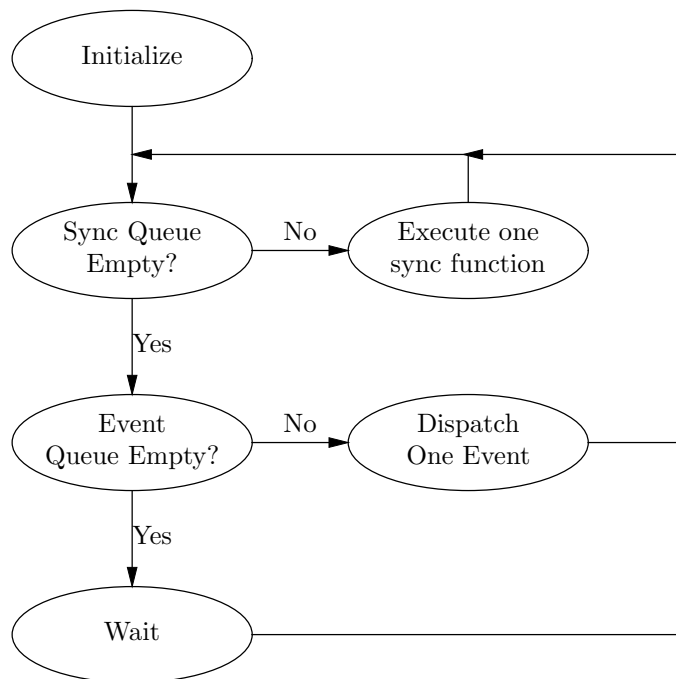 Initialize
Sync Queue
Empty?
No
Execute one
sync function
Yes
Event
Queue Empty?
No
Dispatch
One Event
Yes
Wait